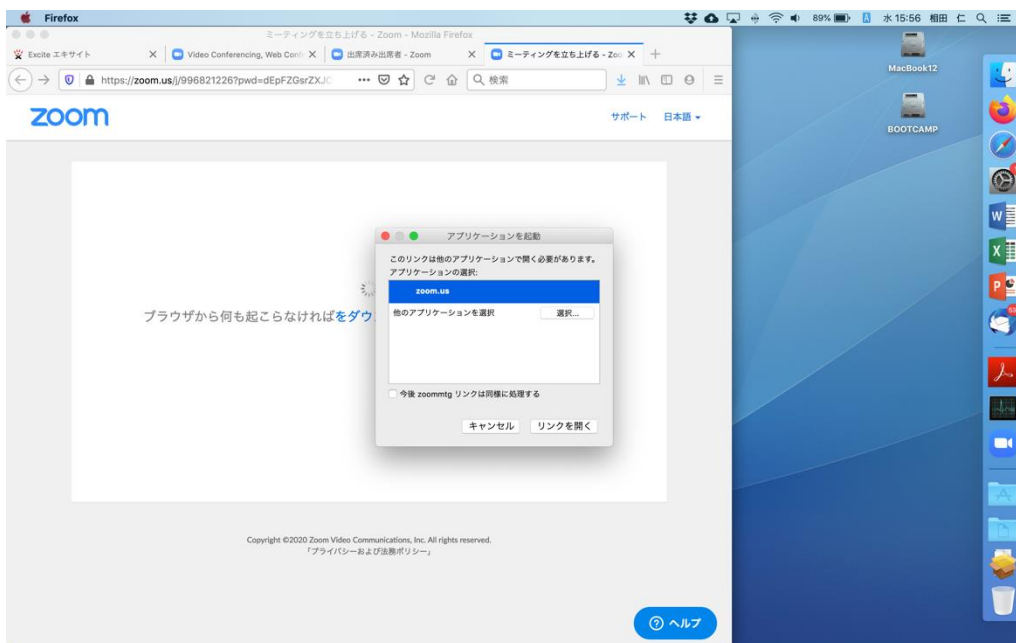 Firefox
89%
水15:56 相田 仁
ミーティングを立ち上げる - Zoom - Mozilla Firefox
Excite エキサイト
Video Conferencing, Web Conf
出席済み出席者 - Zoom
ミーティングを立ち上げる - Zoo
https://zoom.us/j/996821226?pwd=dEpFZGsrZXJC
検索
zoom
サポート
日本語
MacBook12
BOOTCAMP
アプリケーションを起動
このリンクは他のアプリケーションで開く必要があります。
アプリケーションの選択:
zoom.us
他のアプリケーションを選択
選択...
ブラウザから何も起こらなければをダウ
今後 zoommtg リンクは同様に処理する
キャンセル
リンクを開く
Copyright ©2020 Zoom Video Communications, Inc. All rights reserved.
「プライバシーおよび法務ポリシー」
ヘルプ